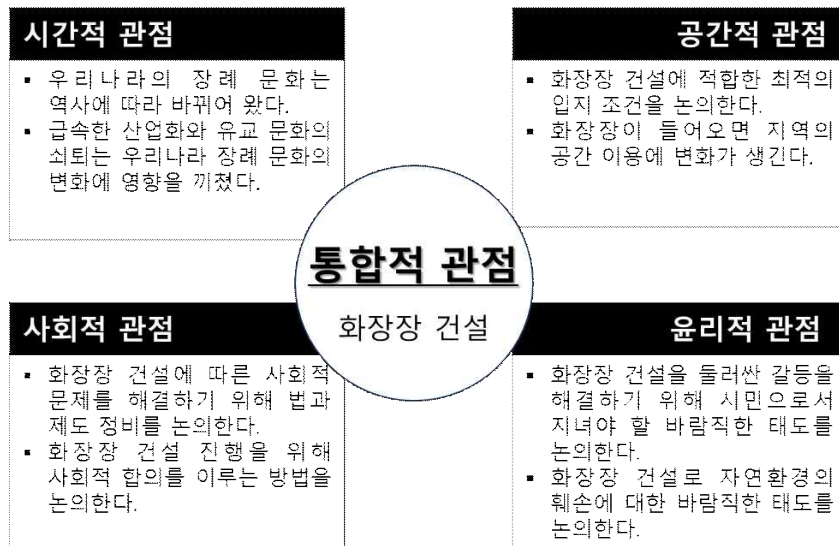 시간적 관점
▪ 우리나라의 장례 문화는
역사에 따라 바뀌어 왔다.
▪ 급속한 산업화와 유교 문화의
쇠퇴는 우리나라 장례 문화의
변화에 영향을 끼쳤다.
공간적 관점
▪ 화장장 건설에 적합한 최적의
입지 조건을 논의한다.
▪ 화장장이 들어오면 지역의
공간 이용에 변화가 생긴다.
통합적 관점
화장장 건설
사회적 관점
▪ 화장장 건설에 따른 사회적
문제를 해결하기 위해 법과
제도 정비를 논의한다.
▪ 화장장 건설 진행을 위해
사회적 합의를 이루는 방법을
논의한다.
윤리적 관점
▪ 화장장 건설을 둘러싼 갈등을
해결하기 위해 시민으로서
지녀야 할 바람직한 태도를
논의한다.
▪ 화장장 건설로 자연환경의
훼손에 대한 바람직한 태도를
논의한다.